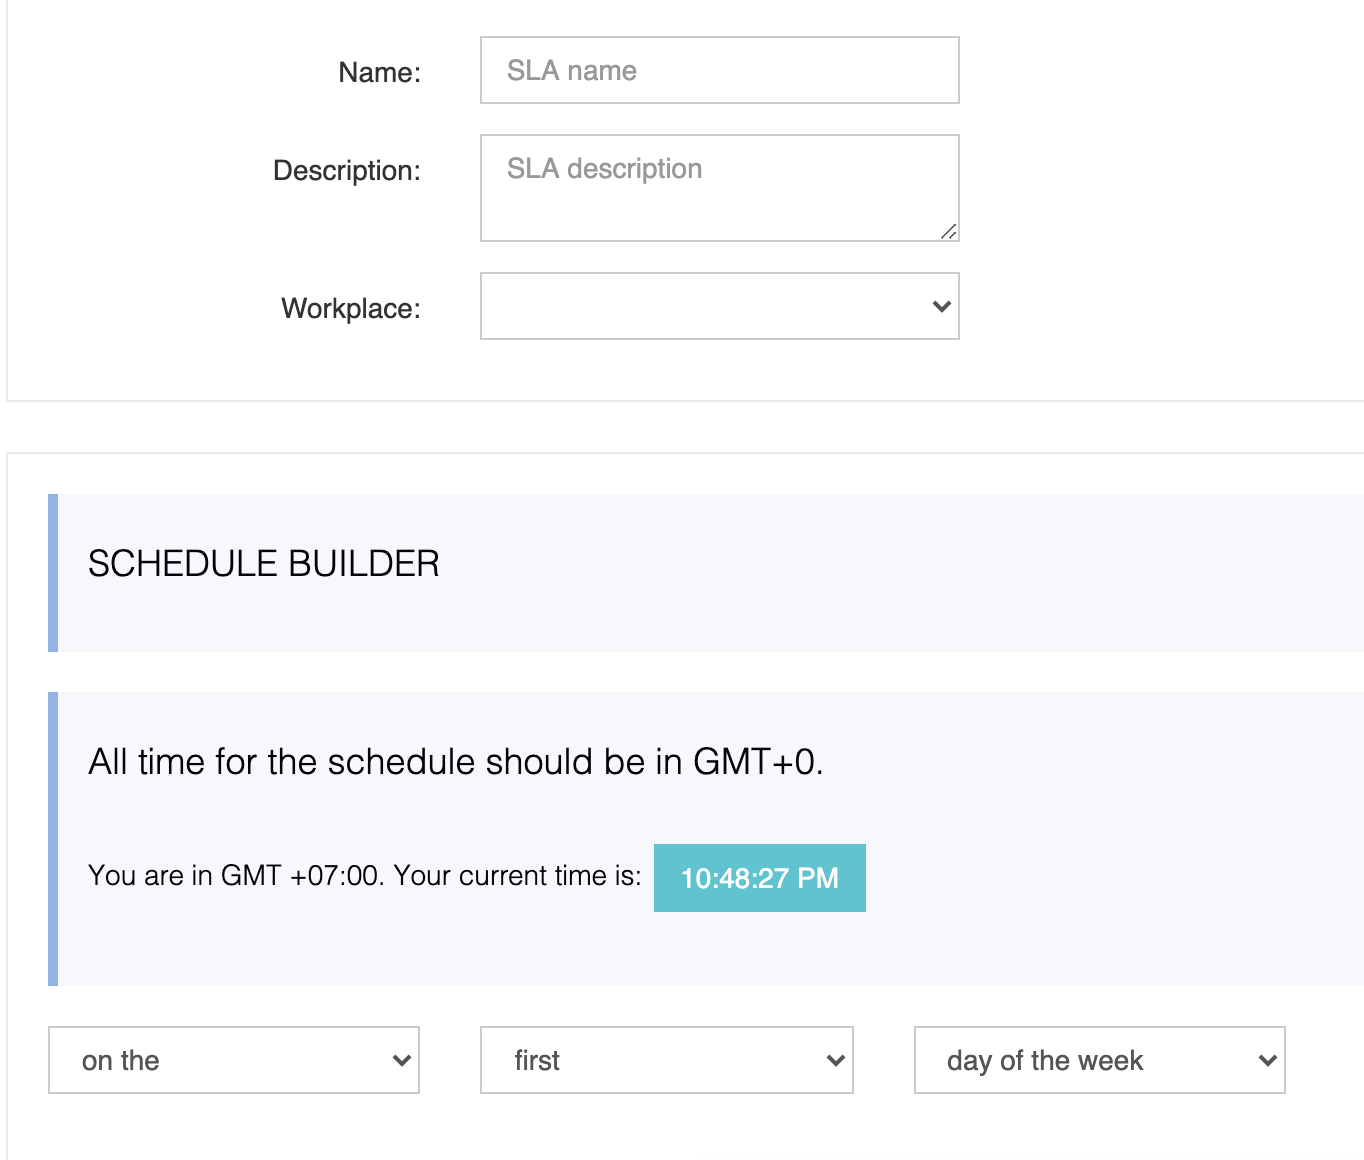 Name:
SLA name
Description:
SLA description
Workplace:
SCHEDULE BUILDER
All time for the schedule should be in GMT+0.
You are in GMT +07:00. Your current time is: 10:48:27 PM
on the first day of the week